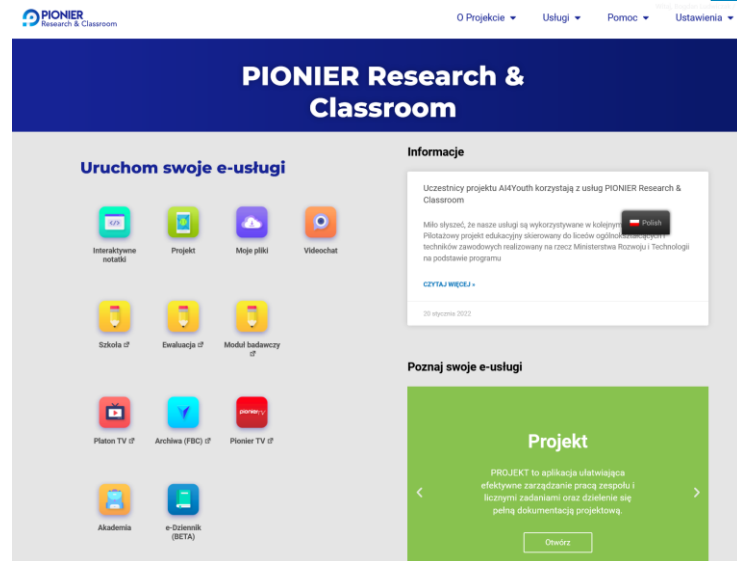 PIONIER
Research & Classroom
O Projekcie
Usługi
Pomoc
Ustawienia
PIONIER Research &
Classroom
Uruchom swoje e-usługi
Interaktywne
notatki
Projekt
Moje pliki
Videochat
Szkoła
Ewaluacja
Moduł badawczy
pionierTV
Platon TV
Archiwa (FBC)
Pionier TV
Akademia
e-Dziennik
(BETA)
Informacje
Uczestnicy projektu AI4Youth korzystają z usług PIONIER Research &
Classroom
Miło słyszeć, że nasze usługi są wykorzystywane w kolejnym
Polish
Pilotażowy projekt edukacyjny skierowany do liceów ogólnokształcących i
techników zawodowych realizowany na rzecz Ministerstwa Rozwoju i Technologii
na podstawie programu
CZYTAJ WIĘCEJ »
20 stycznia 2022
Poznaj swoje e-usługi
Projekt
PROJEKT to aplikacja ułatwiająca
efektywne zarządzanie pracą zespołu i
licznymi zadaniami oraz dzielenie się
pełną dokumentacją projektową.
Otwórz